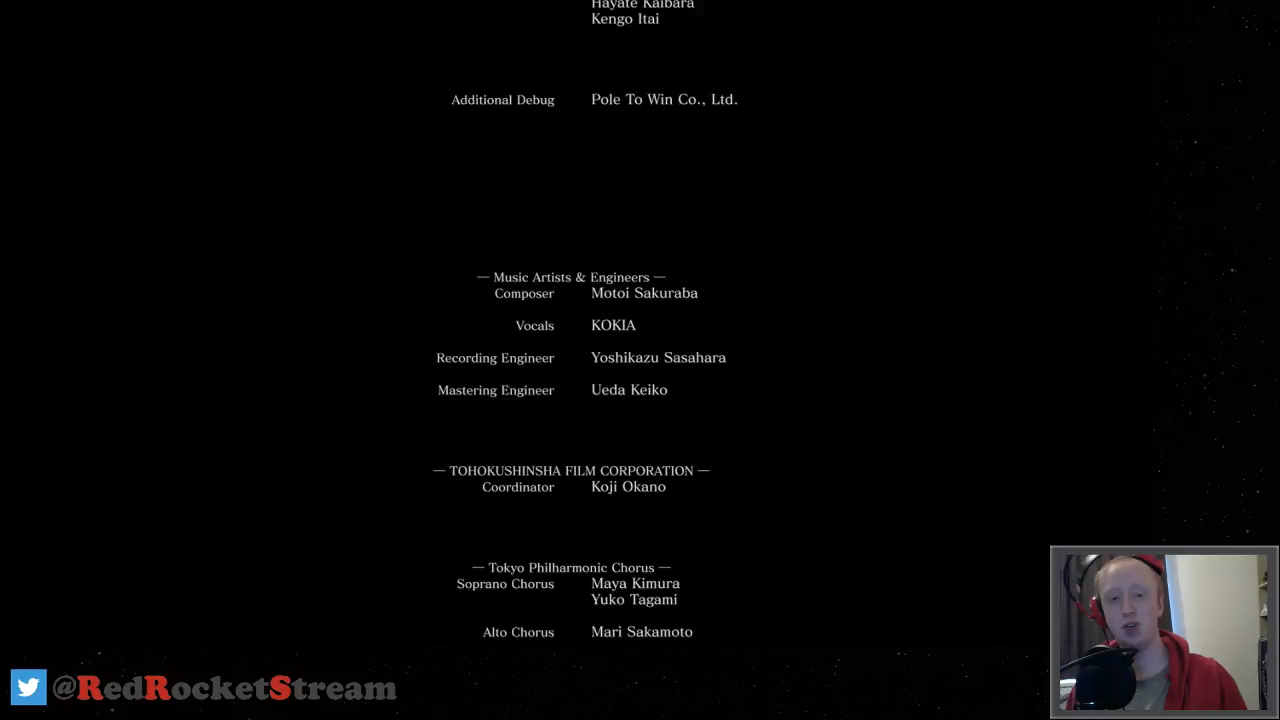 Hayate Kaibara
Kengo Itai
Additional Debug Pole To Win Co., Ltd.
— Music Artists & Engineers —
Composer Motoi Sakuraba
Vocals KOKIA
Recording Engineer Yoshikazu Sasahara
Mastering Engineer Ueda Keiko
— TOHOKUSHINSHA FILM CORPORATION —
Coordinator Koji Okano
— Tokyo Philharmonic Chorus —
Soprano Chorus Maya Kimura
Yuko Tagami
Alto Chorus Mari Sakamoto
@RedRocketStream